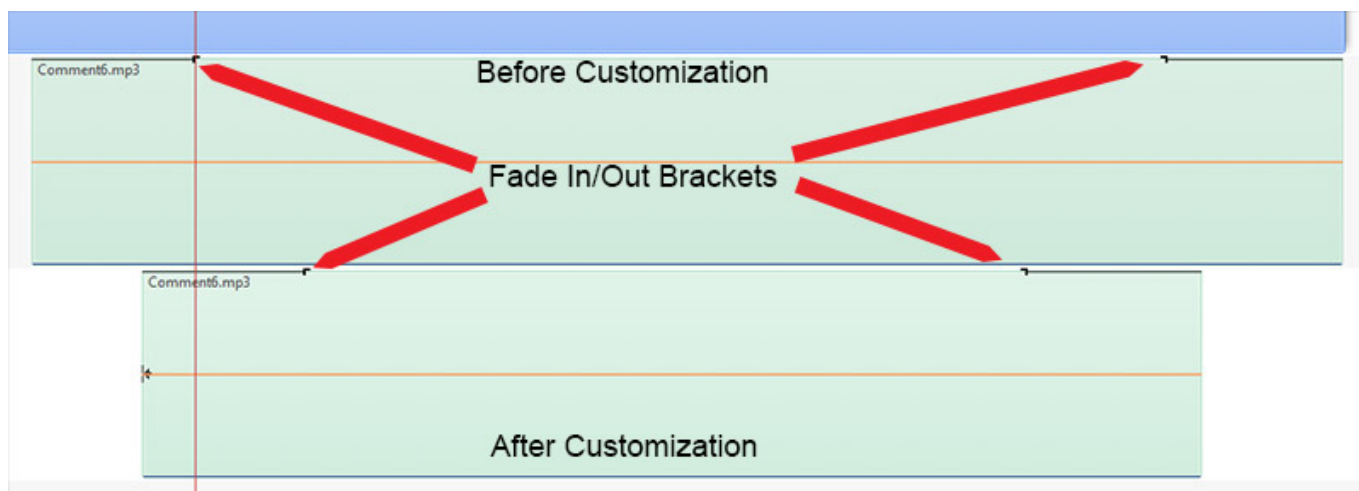 Comment6.mp3
Before Customization
Fade In/Out Brackets
Comment6.mp3
After Customization